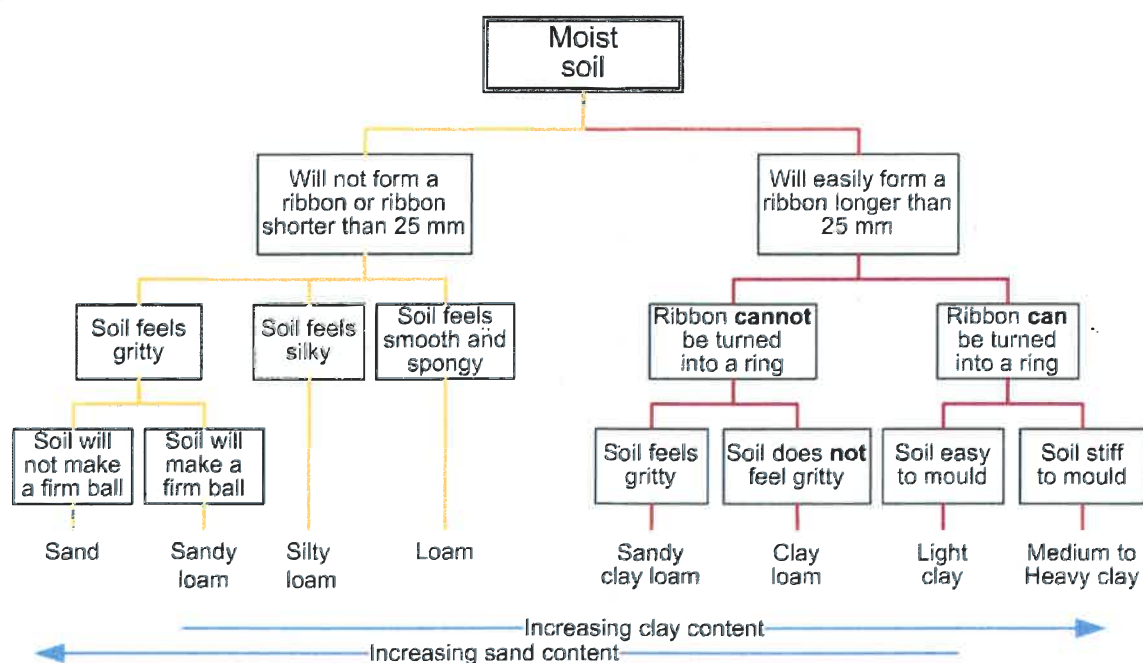 Moist
soil
Will not form a
ribbon or ribbon
shorter than 25 mm
Will easily form a
ribbon longer than
25 mm
Soil feels
gritty
Soil feels
silky
Soil feels
smooth and
spongy
Ribbon cannot
be turned
into a ring
Ribbon can
be turned
into a ring
Soil will
not make
a firm ball
Soil will
make a
firm ball
Soil feels
gritty
Soil does not
feel gritty
Soil easy
to mould
Soil stiff
to mould
Sand
Sandy
loam
Silty
loam
Loam
Sandy
clay loam
Clay
loam
Light
clay
Medium to
Heavy clay
Increasing clay content
Increasing sand content